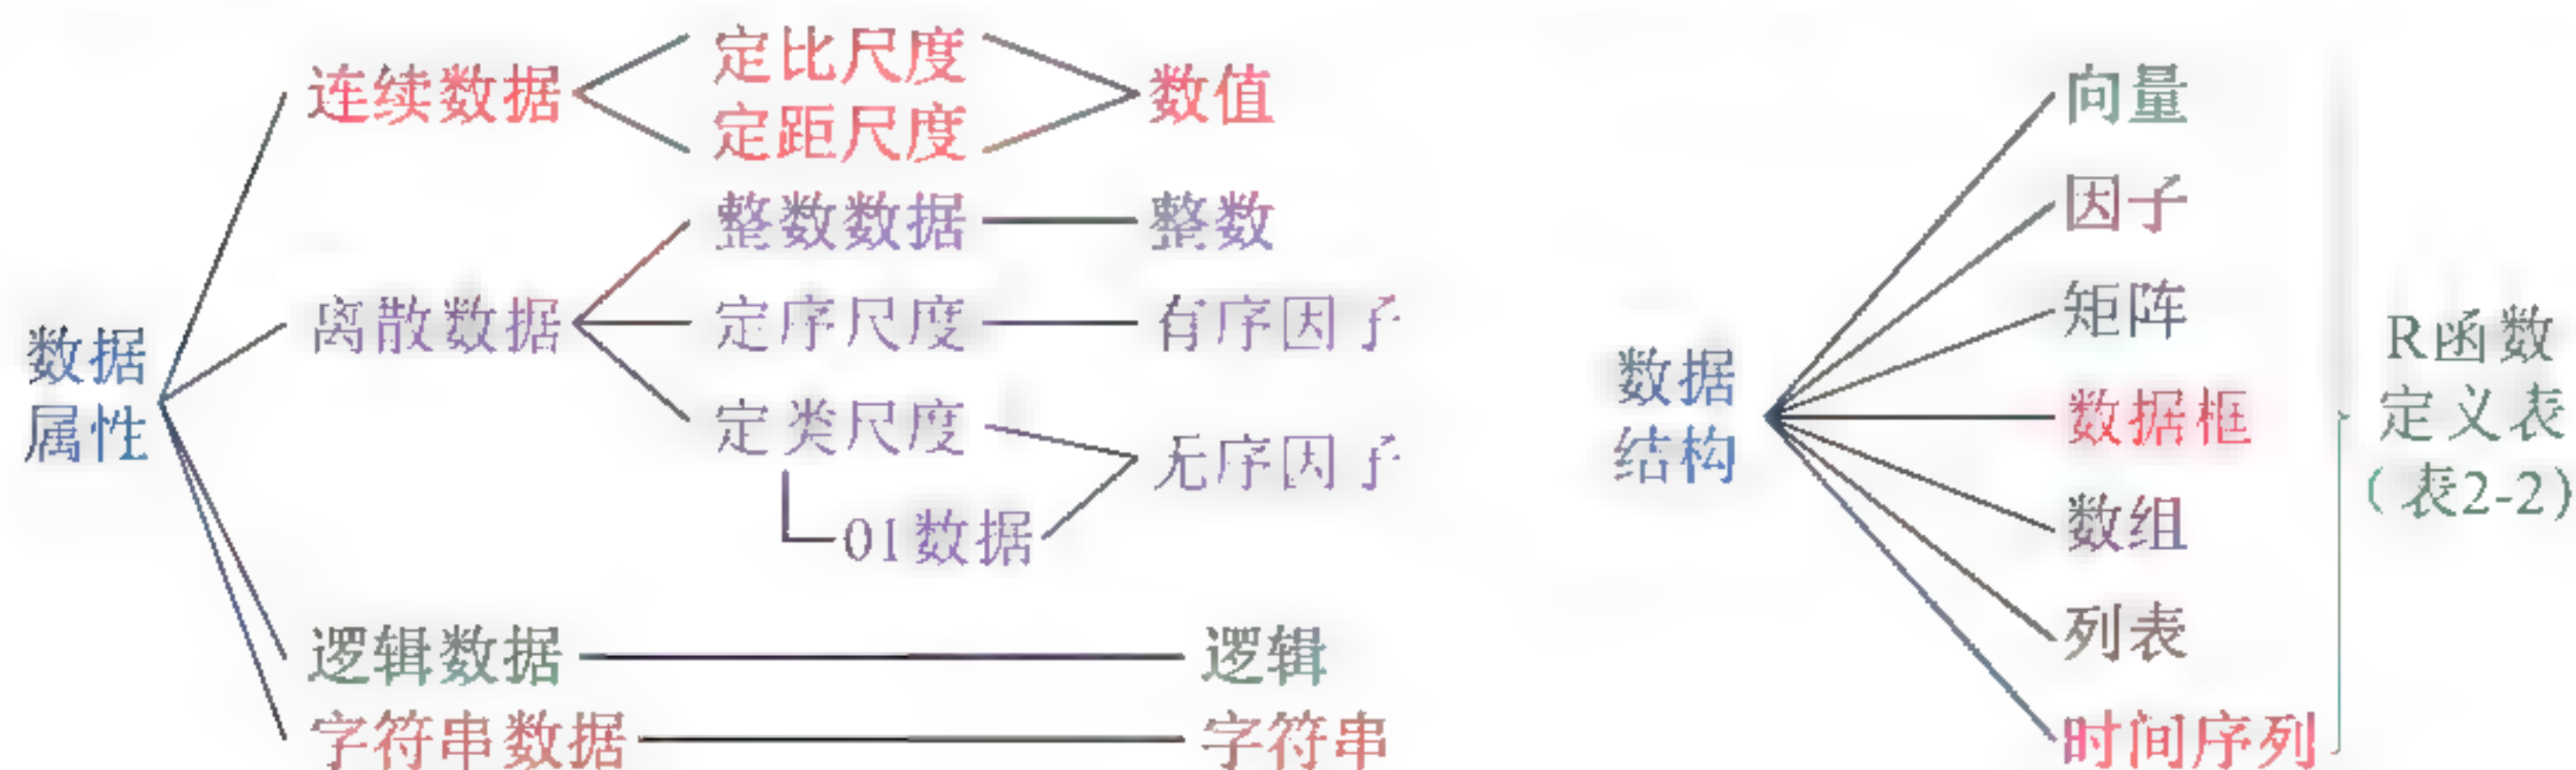 数据
属性
连续数据
定比尺度
定距尺度
数值
离散数据
整数数据
整数
定序尺度
有序因子
定类尺度
01数据
无序因子
逻辑数据
逻辑
字符串数据
字符串
数据
结构
向量
因子
矩阵
数据框
数组
列表
时间序列
R函数
定义表
(表2-2)